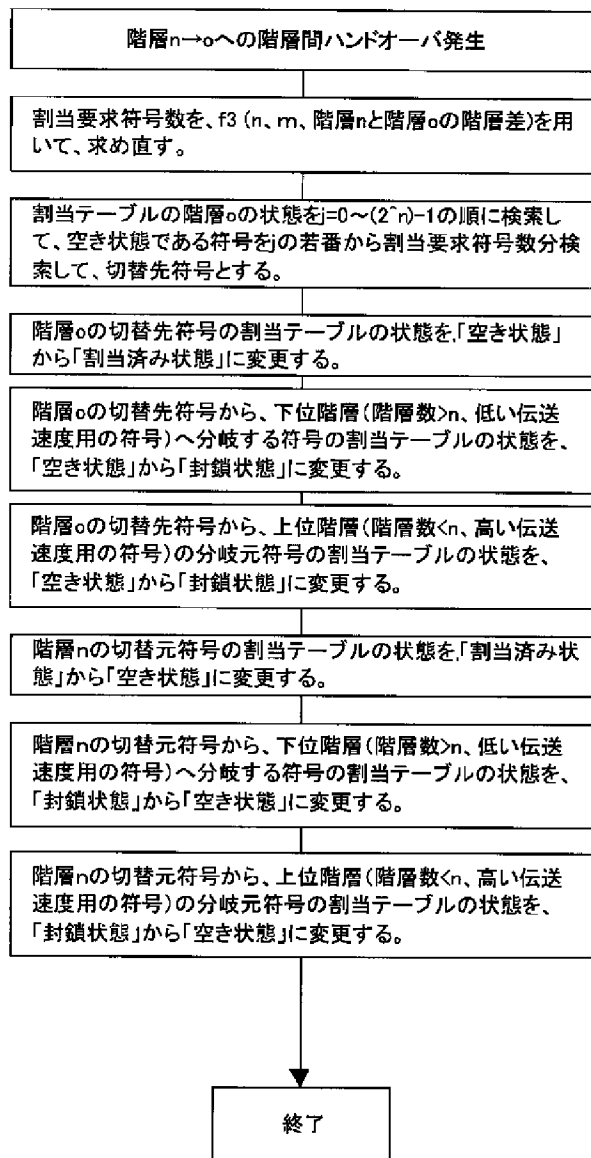 階層n→oへの階層間ハンドオーバ発生
割当要求符号数を、f3 (n、m、階層nと階層oの階層差)を用
いて、求め直す。
割当テーブルの階層oの状態をj=0～(2^n)-1の順に検索し
て、空き状態である符号をjの若番から割当要求符号数分検
索して、切替先符号とする。
階層oの切替先符号の割当テーブルの状態を、「空き状態」
から「割当済み状態」に変更する。
階層oの切替先符号から、下位階層(階層数>n、低い伝送
速度用の符号)へ分岐する符号の割当テーブルの状態を、
「空き状態」から「封鎖状態」に変更する。
階層oの切替先符号から、上位階層(階層数<n、高い伝送
速度用の符号)の分岐元符号の割当テーブルの状態を、
「空き状態」から「封鎖状態」に変更する。
階層nの切替元符号の割当テーブルの状態を、「割当済み状
態」から「空き状態」に変更する。
階層nの切替元符号から、下位階層(階層数>n、低い伝送
速度用の符号)へ分岐する符号の割当テーブルの状態を、
「封鎖状態」から「空き状態」に変更する。
階層nの切替元符号から、上位階層(階層数<n、高い伝送
速度用の符号)の分岐元符号の割当テーブルの状態を、
「封鎖状態」から「空き状態」に変更する。
終了